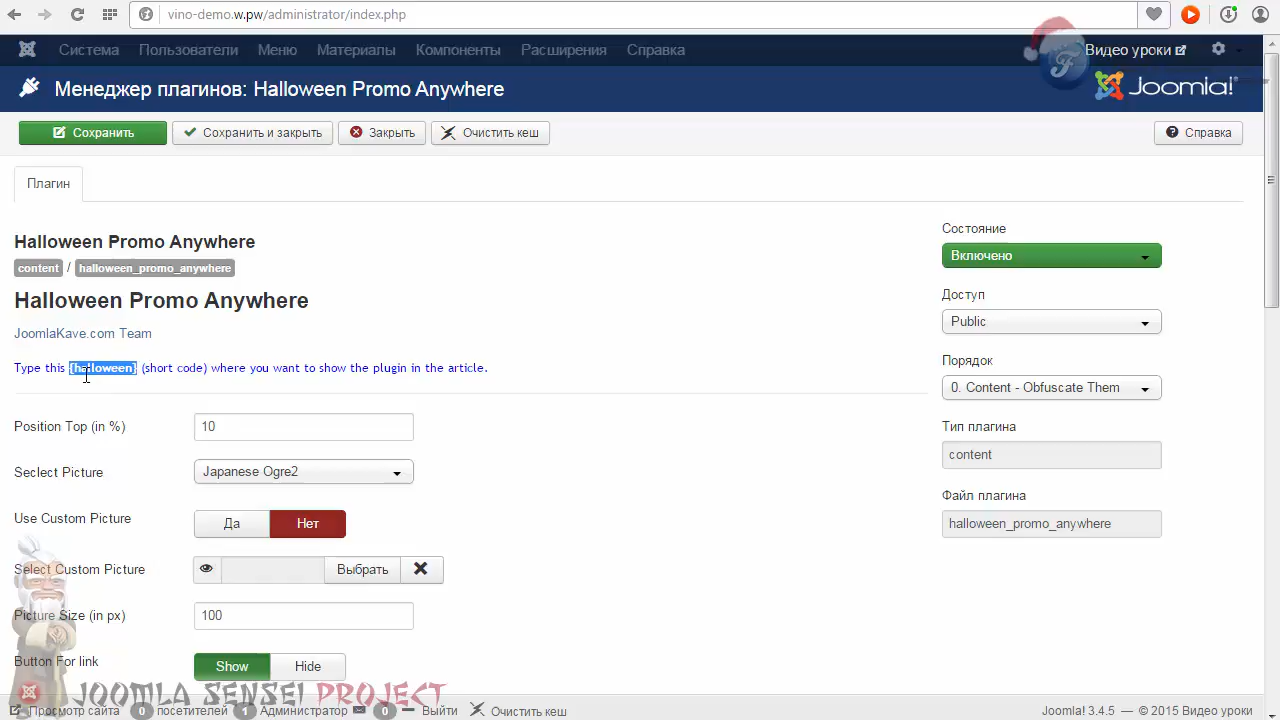 vino-demo.w.pw/administrator/index.php
Система Пользователи Меню Материалы Компоненты Расширения Справка Видео уроки
Менеджер плагинов: Halloween Promo Anywhere Joomla!
Сохранить Сохранить и закрыть Закрыть Очистить кеш Справка
Плагин
Halloween Promo Anywhere
content / halloween_promo_anywhere
Halloween Promo Anywhere
JoomlaKave.com Team
Type this {halloween} (short code) where you want to show the plugin in the article.
Position Top (in %) 10
Seclect Picture Japanese Ogre2
Use Custom Picture Да Нет
Select Custom Picture Выбрать
Picture Size (in px) 100
Button For link Show Hide
Состояние
Включено
Доступ
Public
Порядок
0. Content - Obfuscate Them
Тип плагина
content
Файл плагина
halloween_promo_anywhere
JOOMLA SENSEI PROJECT
Просмотр сайта 0 посетителей 1 Администратор 0 Выйти Очистить кеш Joomla! 3.4.5 — © 2015 Видео уроки